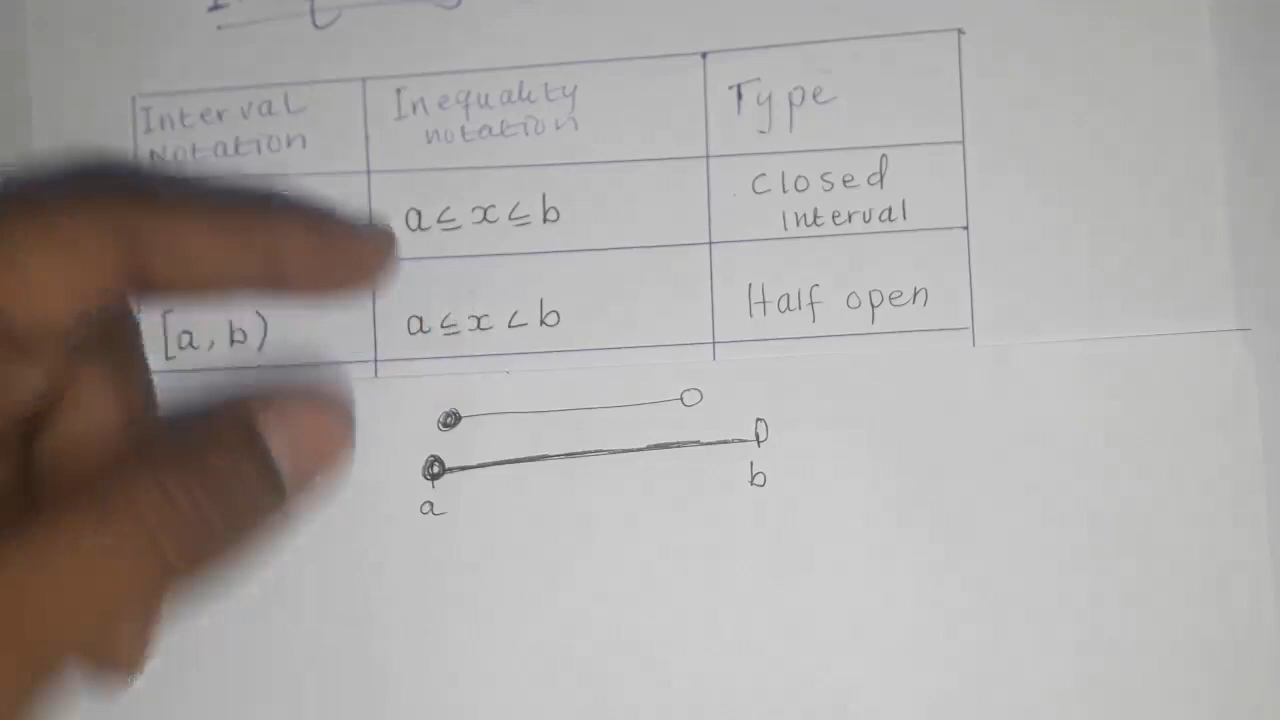 Interval
Notation
Inequality
notation
Type
a ≤ x ≤ b
Closed
Interval
[a, b)
a ≤ x < b
Half open
a
b